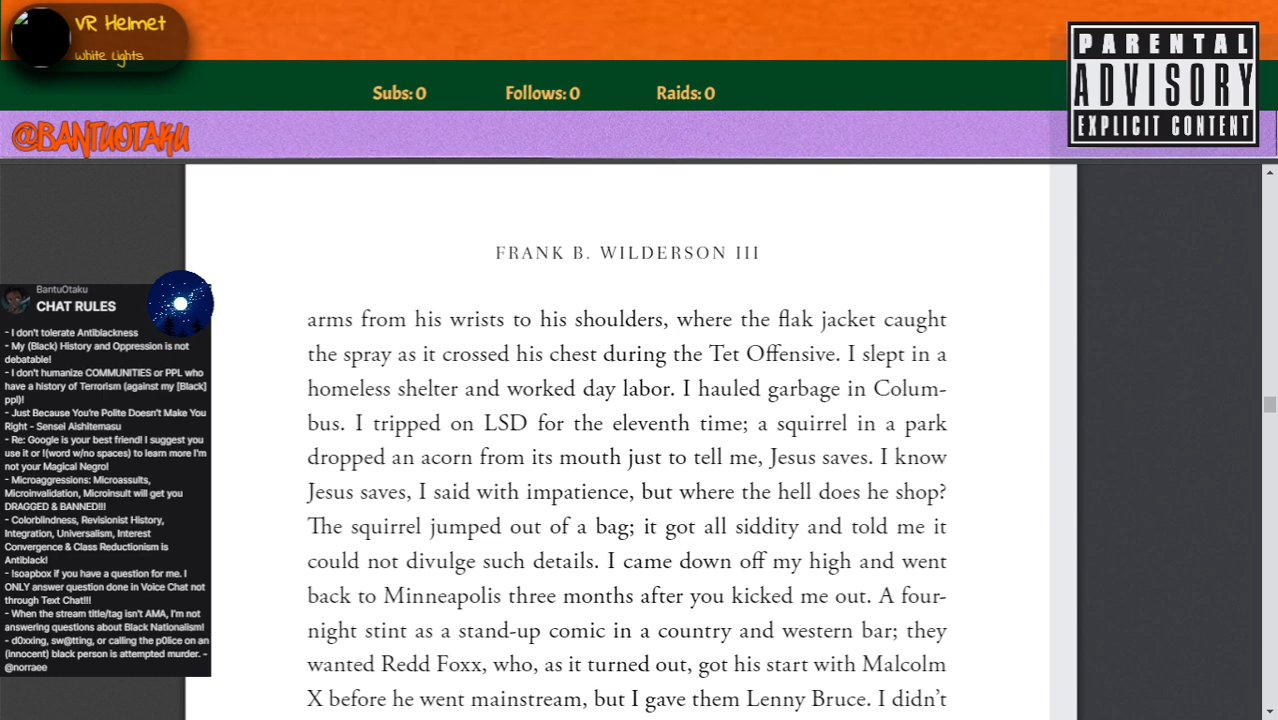 VR Helmet
White Lights
PARENTAL
ADVISORY
EXPLICIT CONTENT
Subs: 0
Follows: 0
Raids: 0
@BANTUOTAKU
FRANK B. WILDERSON III
arms from his wrists to his shoulders, where the flak jacket caught
the spray as it crossed his chest during the Tet Offensive. I slept in a
homeless shelter and worked day labor. I hauled garbage in Colum-
bus. I tripped on LSD for the eleventh time; a squirrel in a park
dropped an acorn from its mouth just to tell me, Jesus saves. I know
Jesus saves, I said with impatience, but where the hell does he shop?
The squirrel jumped out of a bag; it got all siddity and told me it
could not divulge such details. I came down off my high and went
back to Minneapolis three months after you kicked me out. A four-
night stint as a stand-up comic in a country and western bar; they
wanted Redd Foxx, who, as it turned out, got his start with Malcolm
X before he went mainstream, but I gave them Lenny Bruce. I didn't
BantuOtaku
CHAT RULES
- I don't tolerate Antiblackness
- My (Black) History and Oppression is not
debatable!
- I don't humanize COMMUNITIES or PPL who
have a history of Terrorism (against my [Black]
ppl)!
- Just Because You're Polite Doesn't Make You
Right - Sensei Aishitemasu
- Re: Google is your best friend! I suggest you
use it or !(word w/no spaces) to learn more I'm
not your Magical Negro!
- Microaggressions: Microassults,
Microinvalidation, Microinsult will get you
DRAGGED & BANNED!!!
- Colorblindness, Revisionist History,
Integration, Universalism, Interest
Convergence & Class Reductionism is
Antiblack!
- !soapbox if you have a question for me. I
ONLY answer question done in Voice Chat not
through Text Chat!!!
- When the stream title/tag isn't AMA, I'm not
answering questions about Black Nationalism!
- d0xxing, sw@tting, or calling the p0lice on an
(innocent) black person is attempted murder. -
@norraee